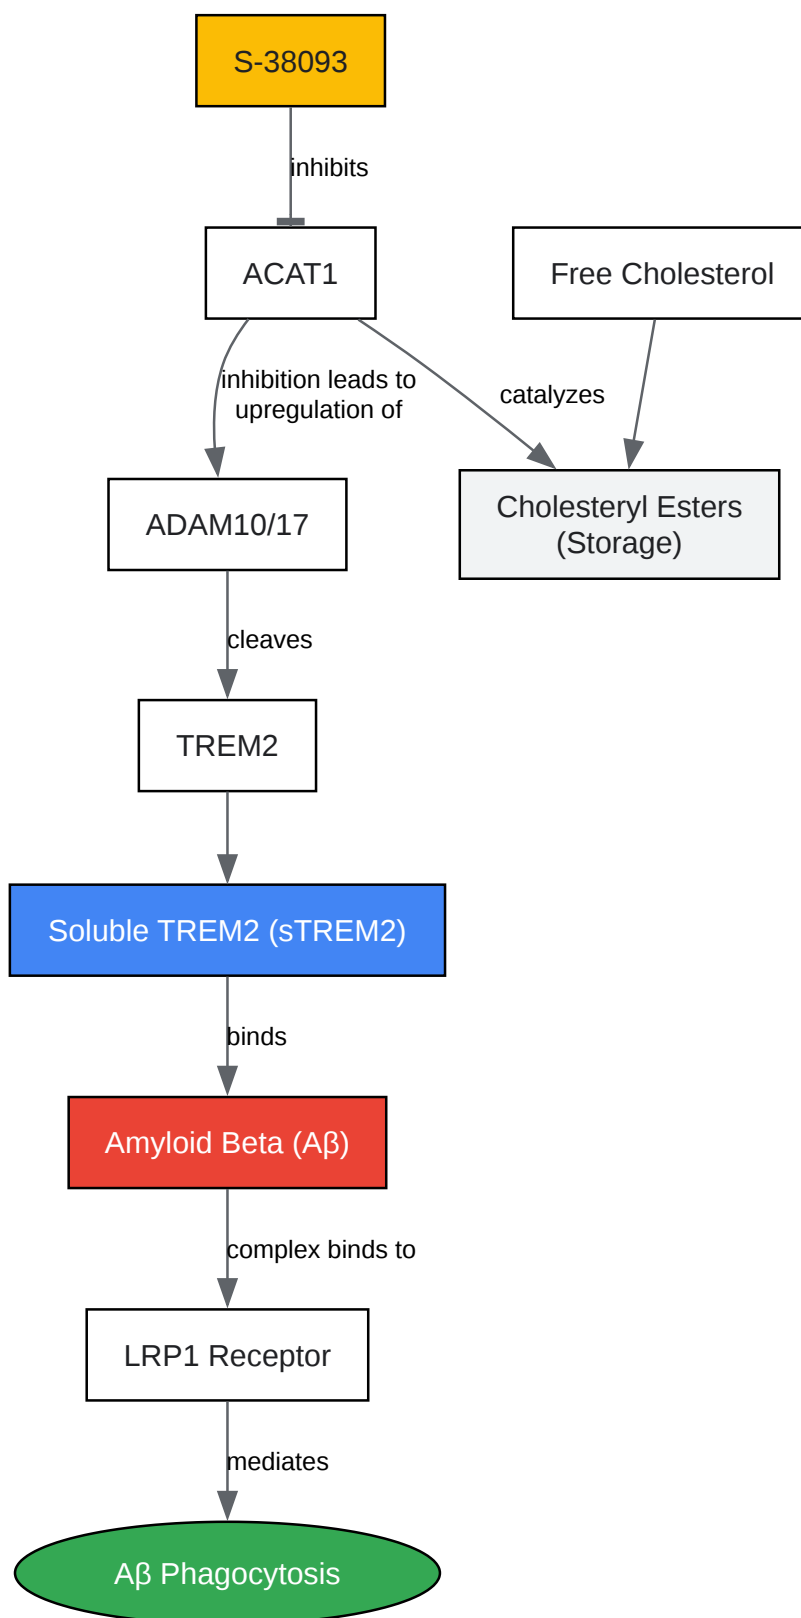 S-38093
inhibits
ACAT1
Free Cholesterol
inhibition leads to
upregulation of
catalyzes
ADAM10/17
Cholesteryl Esters
(Storage)
cleaves
TREM2
Soluble TREM2 (sTREM2)
binds
Amyloid Beta (Aβ)
complex binds to
LRP1 Receptor
mediates
Aβ Phagocytosis